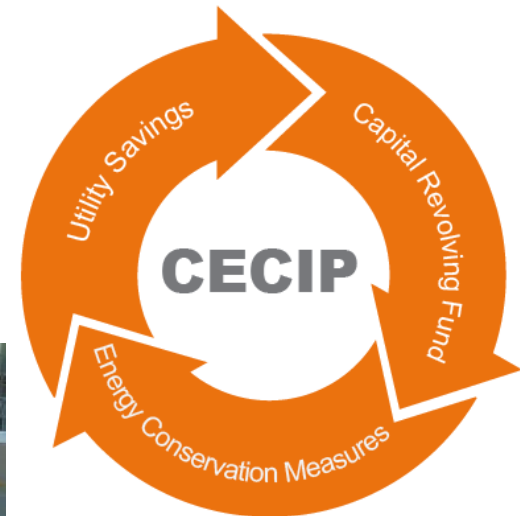 Utility Savings
Capital Revolving Fund
CECIP
Energy Conservation Measures